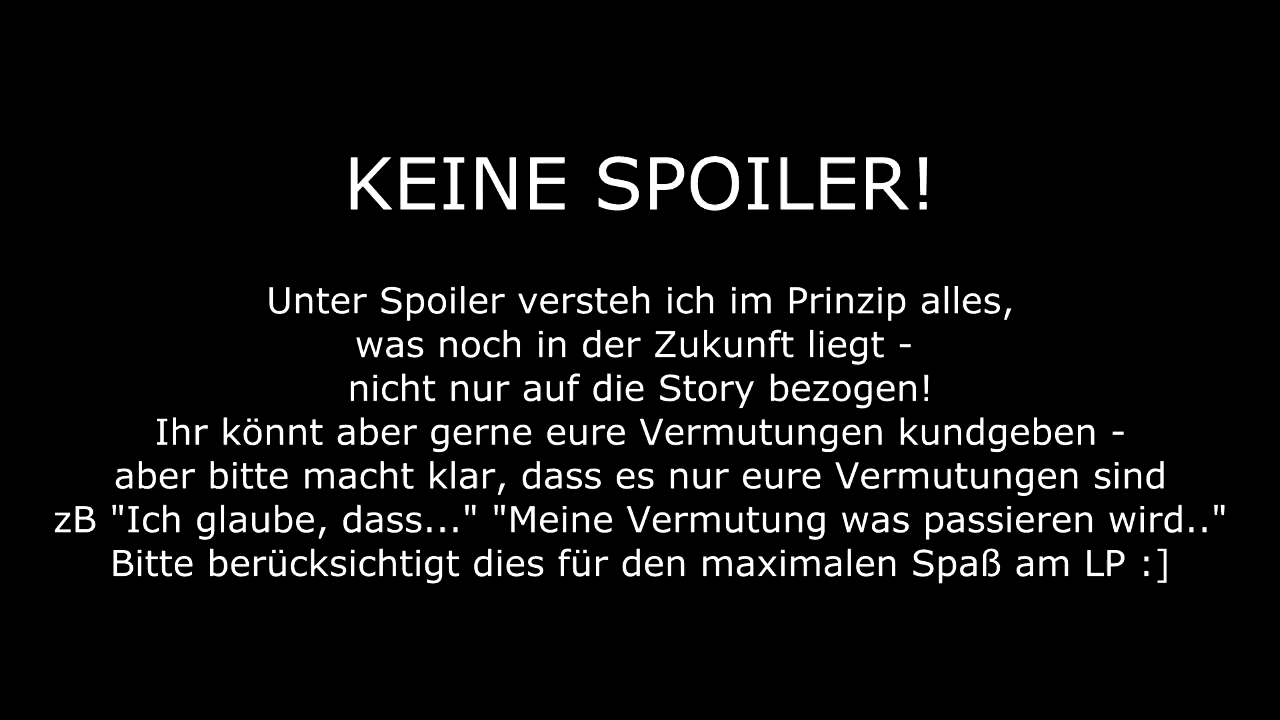 KEINE SPOILER!
Unter Spoiler versteh ich im Prinzip alles,
was noch in der Zukunft liegt -
nicht nur auf die Story bezogen!
Ihr könnt aber gerne eure Vermutungen kundgeben -
aber bitte macht klar, dass es nur eure Vermutungen sind
zB "Ich glaube, dass..." "Meine Vermutung was passieren wird.."
Bitte berücksichtigt dies für den maximalen Spaß am LP :]